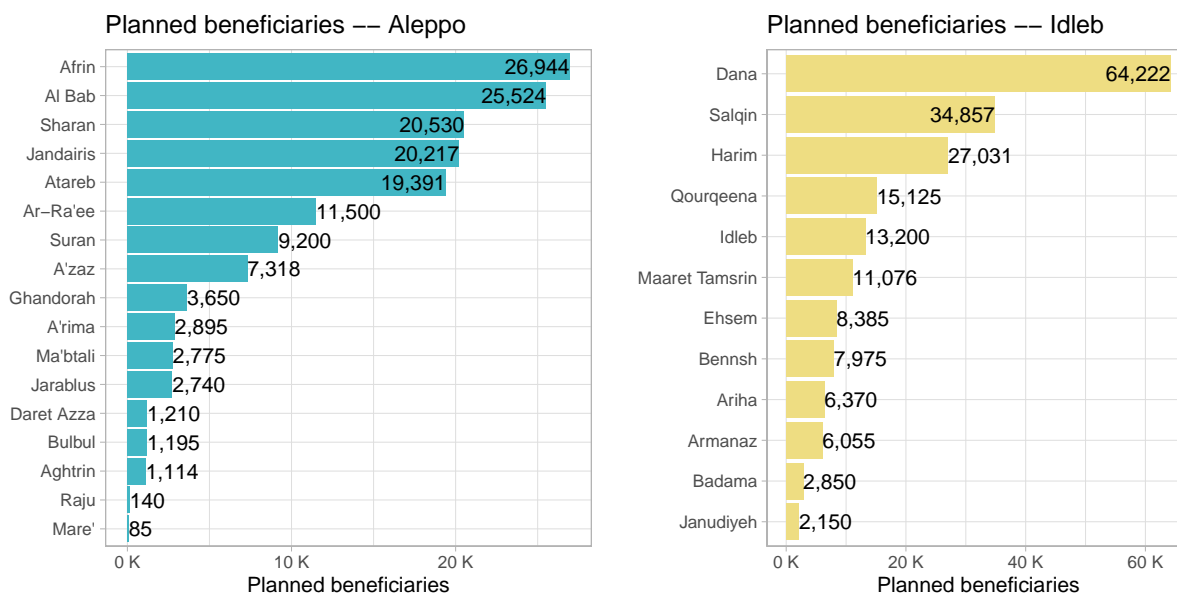 Planned beneficiaries −− Aleppo
Afrin 26,944
Al Bab 25,524
Sharan 20,530
Jandairis 20,217
Atareb 19,391
Ar−Ra'ee 11,500
Suran 9,200
A'zaz 7,318
Ghandorah 3,650
A'rima 2,895
Ma'btali 2,775
Jarablus 2,740
Daret Azza 1,210
Bulbul 1,195
Aghtrin 1,114
Raju 140
Mare' 85
0 K 10 K 20 K
Planned beneficiaries
Planned beneficiaries −− Idleb
Dana 64,222
Salqin 34,857
Harim 27,031
Qourqeena 15,125
Idleb 13,200
Maaret Tamsrin 11,076
Ehsem 8,385
Bennsh 7,975
Ariha 6,370
Armanaz 6,055
Badama 2,850
Janudiyeh 2,150
0 K 20 K 40 K 60 K
Planned beneficiaries